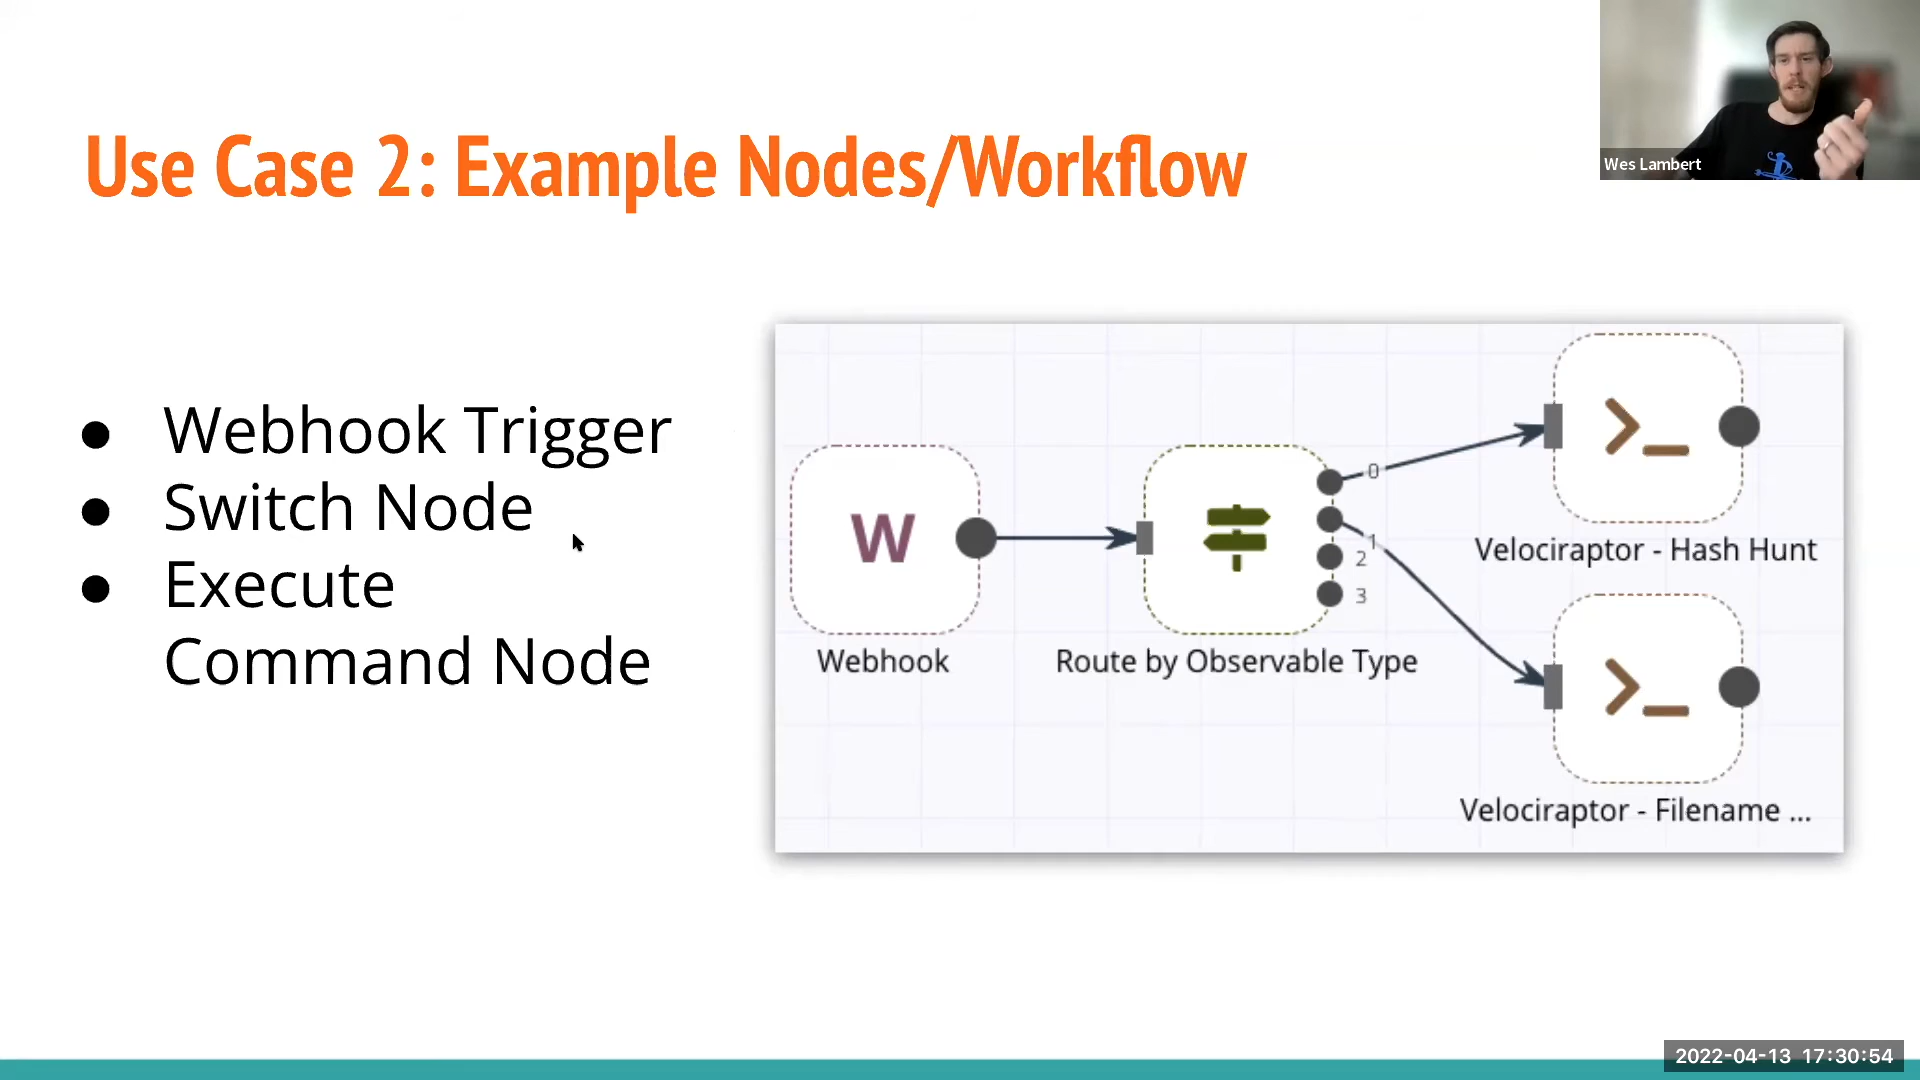 Wes Lambert
Use Case 2: Example Nodes/Workflow
● Webhook Trigger
● Switch Node
● Execute
Command Node
W
Webhook
Route by Observable Type
0
1
2
3
>_
Velociraptor - Hash Hunt
>_
Velociraptor - Filename ...
2022-04-13 17:30:54